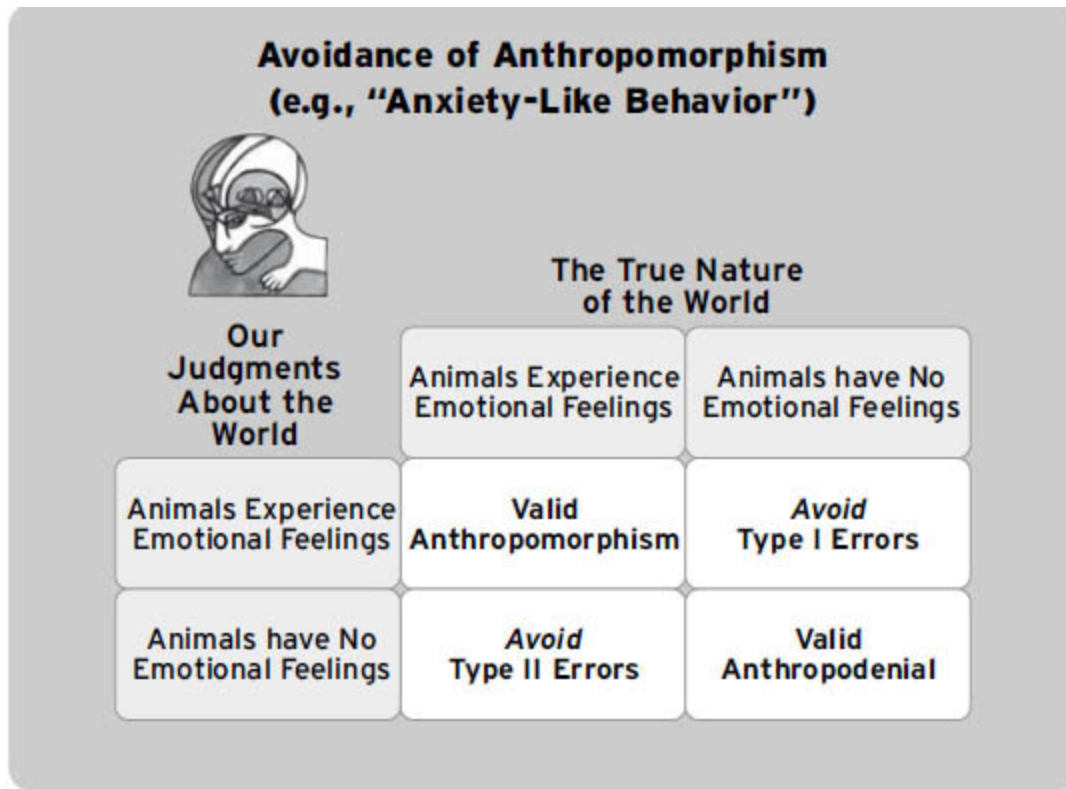 Avoidance of Anthropomorphism
(e.g., “Anxiety-Like Behavior”)
The True Nature
of the World
Our
Judgments
About the
World
Animals Experience
Emotional Feelings
Animals have No
Emotional Feelings
Animals Experience
Emotional Feelings
Valid
Anthropomorphism
Avoid
Type I Errors
Animals have No
Emotional Feelings
Avoid
Type II Errors
Valid
Anthropodenial